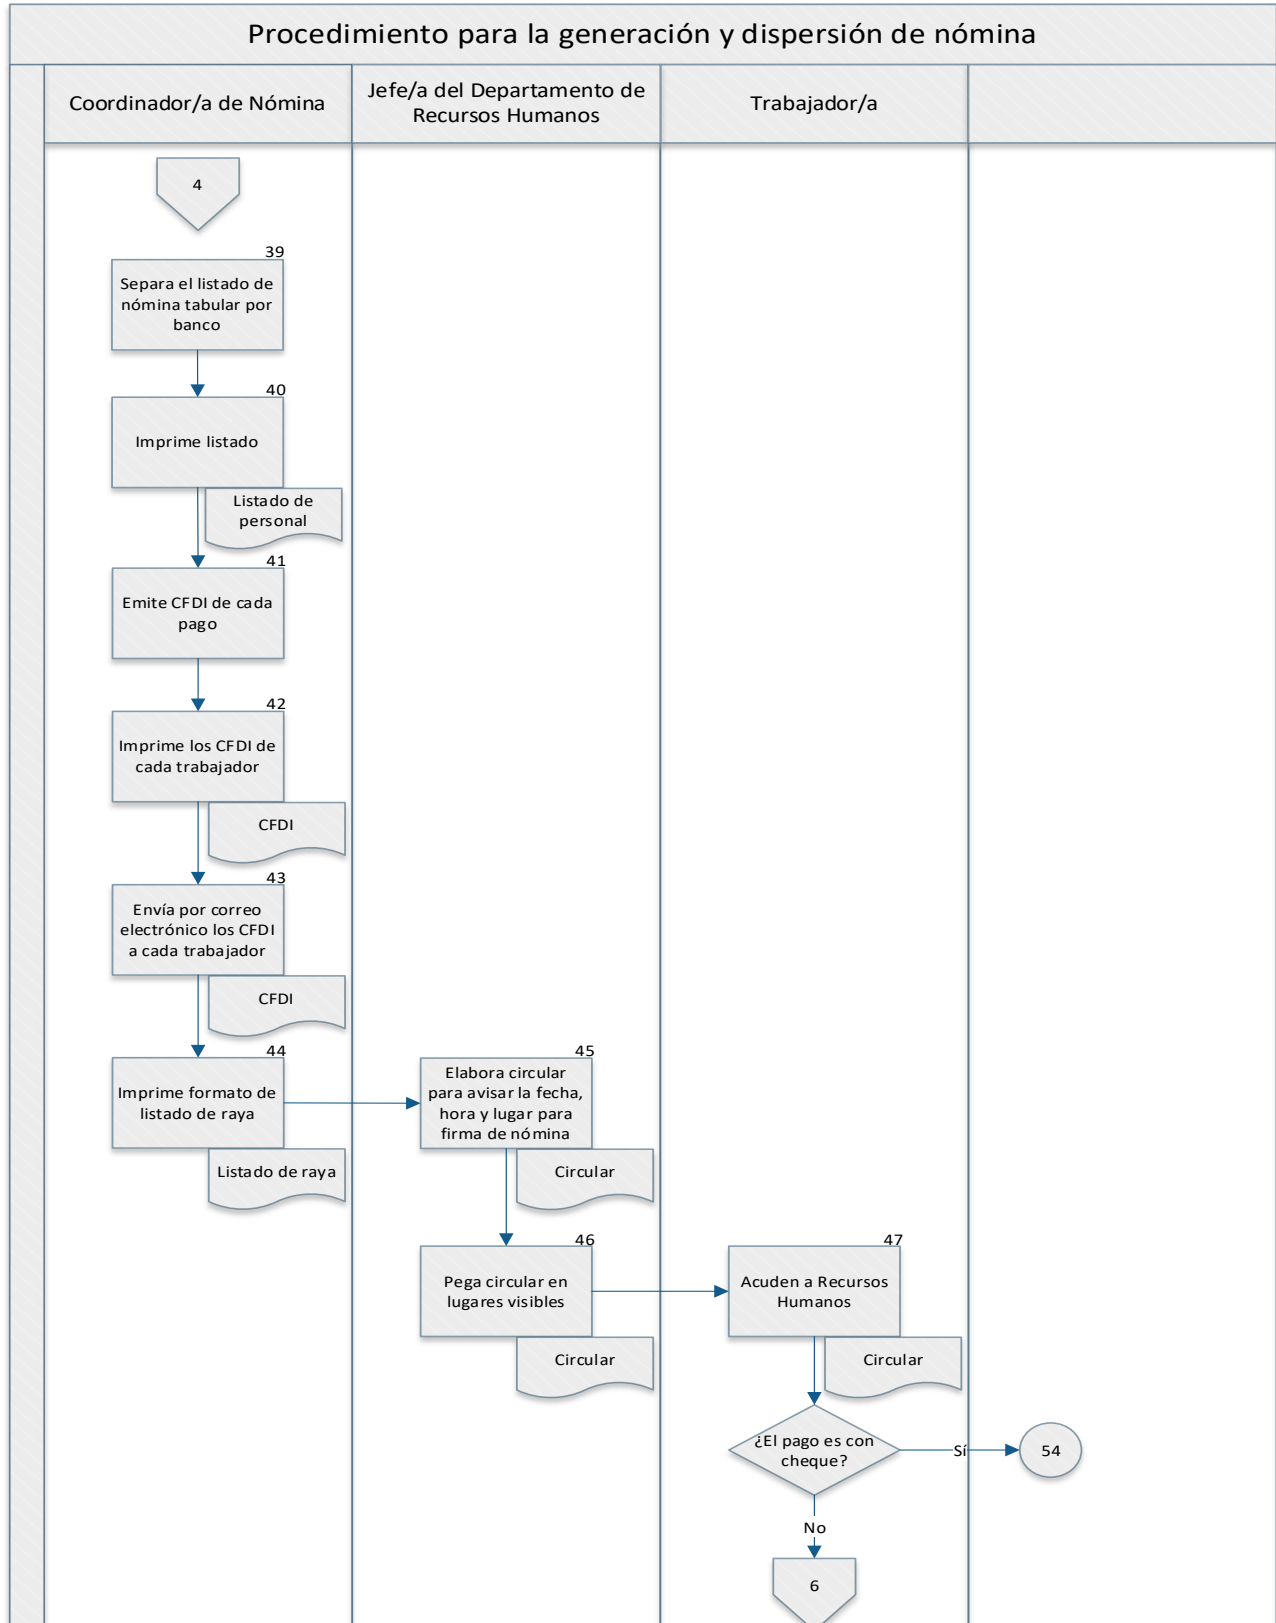 Procedimiento para la generación y dispersión de nómina
Coordinador/a de Nómina
Jefe/a del Departamento de
Recursos Humanos
Trabajador/a
4
39
Separa el listado de
nómina tabular por
banco
40
Imprime listado
Listado de
personal
41
Emite CFDI de cada
pago
42
Imprime los CFDI de
cada trabajador
CFDI
43
Envía por correo
electrónico los CFDI
a cada trabajador
CFDI
44
Imprime formato de
listado de raya
Listado de raya
45
Elabora circular
para avisar la fecha,
hora y lugar para
firma de nómina
Circular
46
Pega circular en
lugares visibles
Circular
47
Acuden a Recursos
Humanos
Circular
¿El pago es con
cheque?
Sí
54
No
6